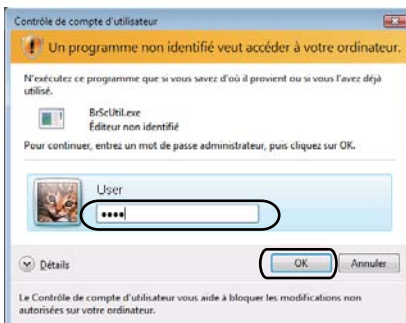 Contrôle de compte d'utilisateur
Un programme non identifié veut accéder à votre ordinateur.
N'exécutez ce programme que si vous savez d'où il provient ou si vous l'avez déjà
utilisé.
BrScUtil.exe
Éditeur non identifié
Pour continuer, entrez un mot de passe administrateur, puis cliquez sur OK.
User
••••
Détails
OK Annuler
Le Contrôle de compte d'utilisateur vous aide à bloquer les modifications non
autorisées sur votre ordinateur.